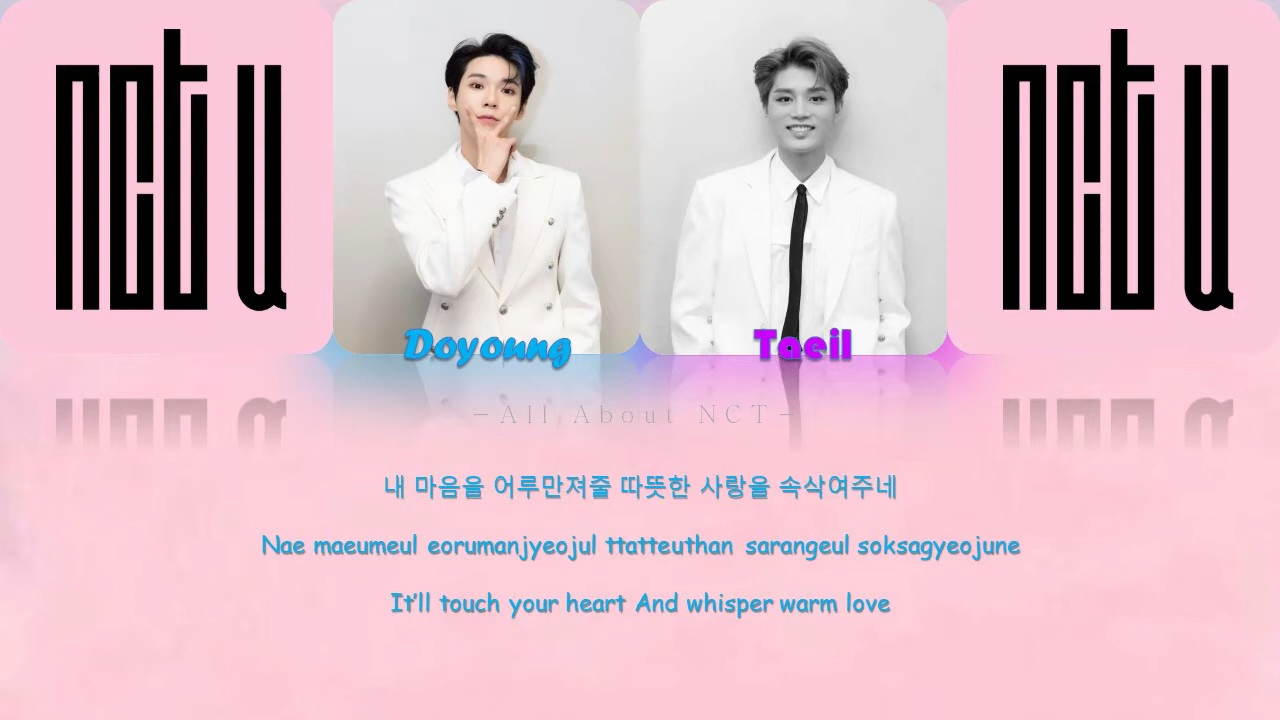 nct u
nct u
Doyoung
Taeil
－All About NCT－
내 마음을 어루만져줄 따뜻한 사랑을 속삭여주네
Nae maeumeul eorumanjyeojul ttatteuthan sarangeul soksagyeojune
It'll touch your heart And whisper warm love